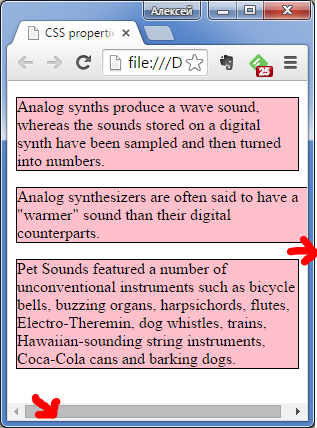 Алексей
CSS properti
file:///D
25
Analog synths produce a wave sound,
whereas the sounds stored on a digital
synth have been sampled and then turned
into numbers.
Analog synthesizers are often said to have a
"warmer" sound than their digital
counterparts.
Pet Sounds featured a number of
unconventional instruments such as bicycle
bells, buzzing organs, harpsichords, flutes,
Electro-Theremin, dog whistles, trains,
Hawaiian-sounding string instruments,
Coca-Cola cans and barking dogs.